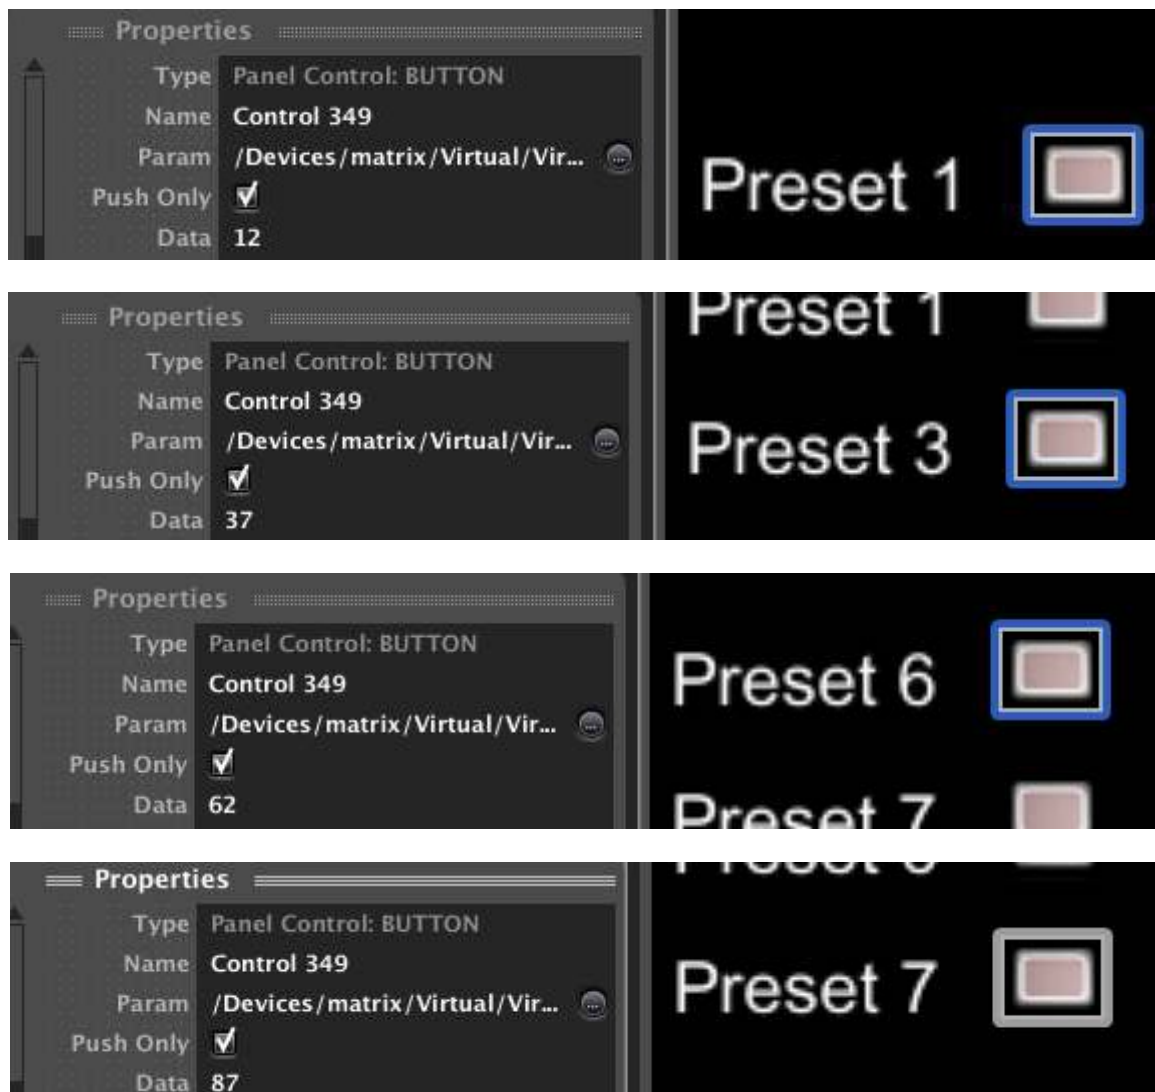 Properties
Type Panel Control: BUTTON
Name Control 349
Param /Devices/matrix/Virtual/Vir...
Push Only
Data 12
Preset 1
Properties
Type Panel Control: BUTTON
Name Control 349
Param /Devices/matrix/Virtual/Vir...
Push Only
Data 37
Preset 1
Preset 3
Properties
Type Panel Control: BUTTON
Name Control 349
Param /Devices/matrix/Virtual/Vir...
Push Only
Data 62
Preset 6
Preset 7
Properties
Type Panel Control: BUTTON
Name Control 349
Param /Devices/matrix/Virtual/Vir...
Push Only
Data 87
Preset 7